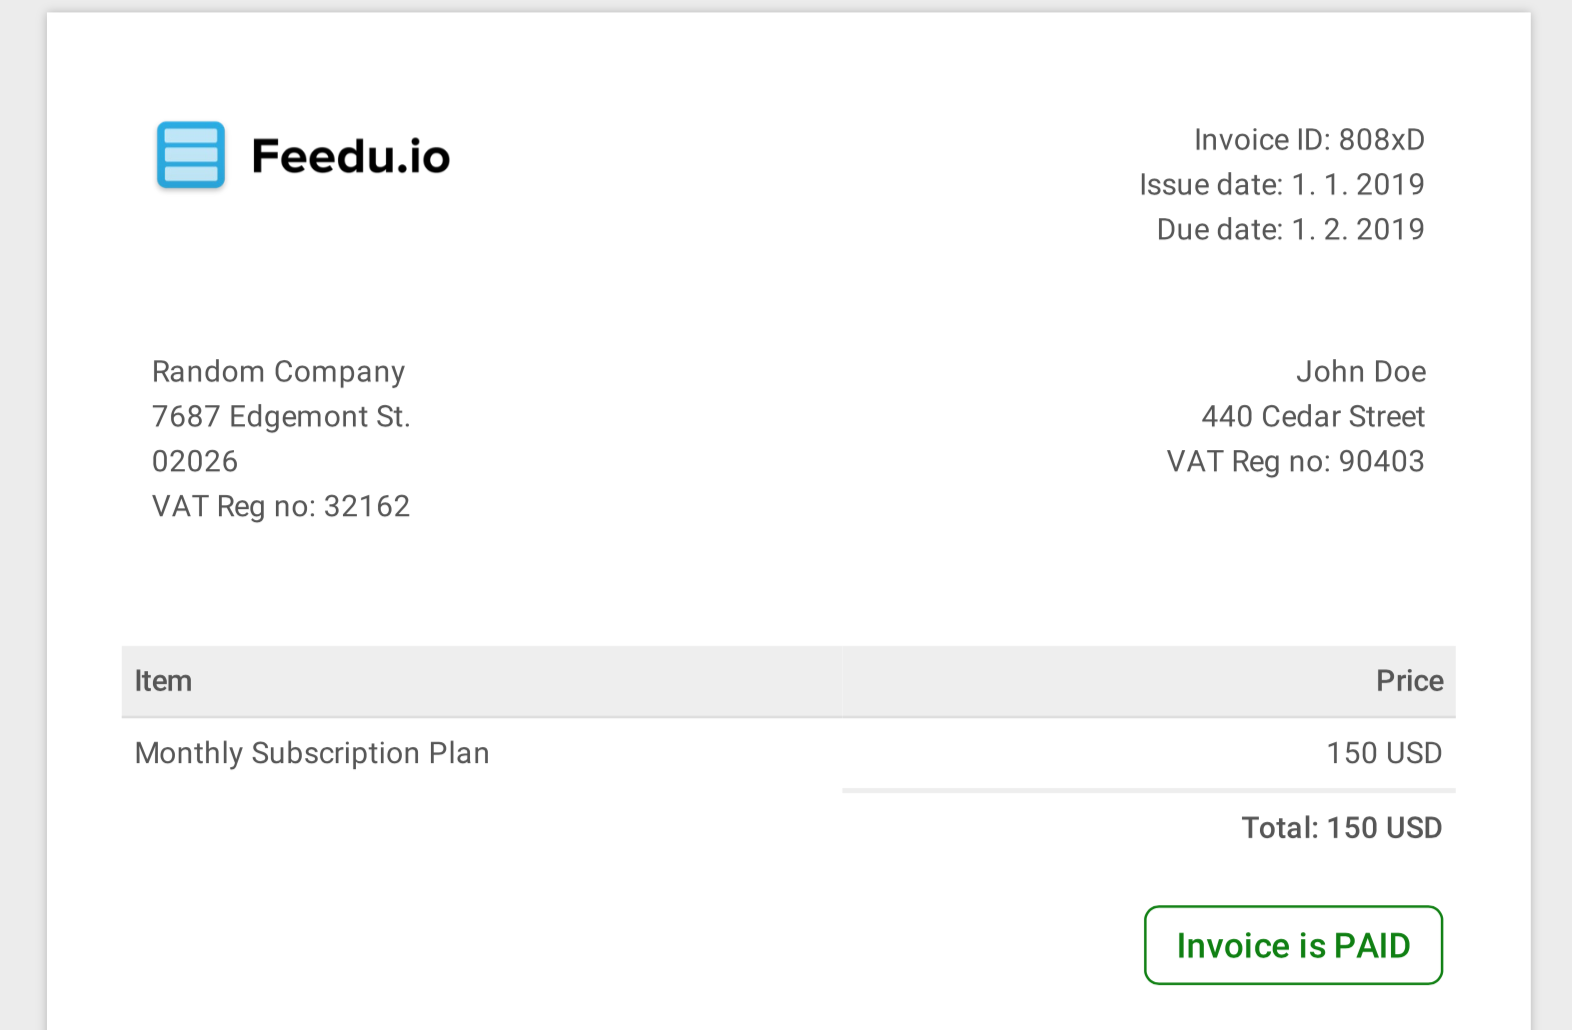 Feedu.io
Invoice ID: 808xD
Issue date: 1. 1. 2019
Due date: 1. 2. 2019
Random Company
7687 Edgemont St.
02026
VAT Reg no: 32162
John Doe
440 Cedar Street
VAT Reg no: 90403
Item Price
Monthly Subscription Plan 150 USD
Total: 150 USD
Invoice is PAID